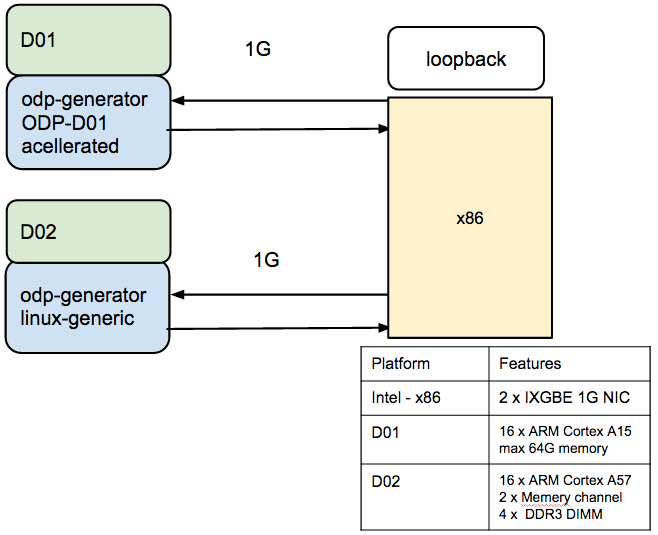 D01
1G
loopback
odp-generator
ODP-D01
acellerated
x86
D02
1G
odp-generator
linux-generic
Platform Features
Intel - x86 2 x IXGBE 1G NIC
D01 16 x ARM Cortex A15
max 64G memory
D02 16 x ARM Cortex A57
2 x Memery channel
4 x DDR3 DIMM